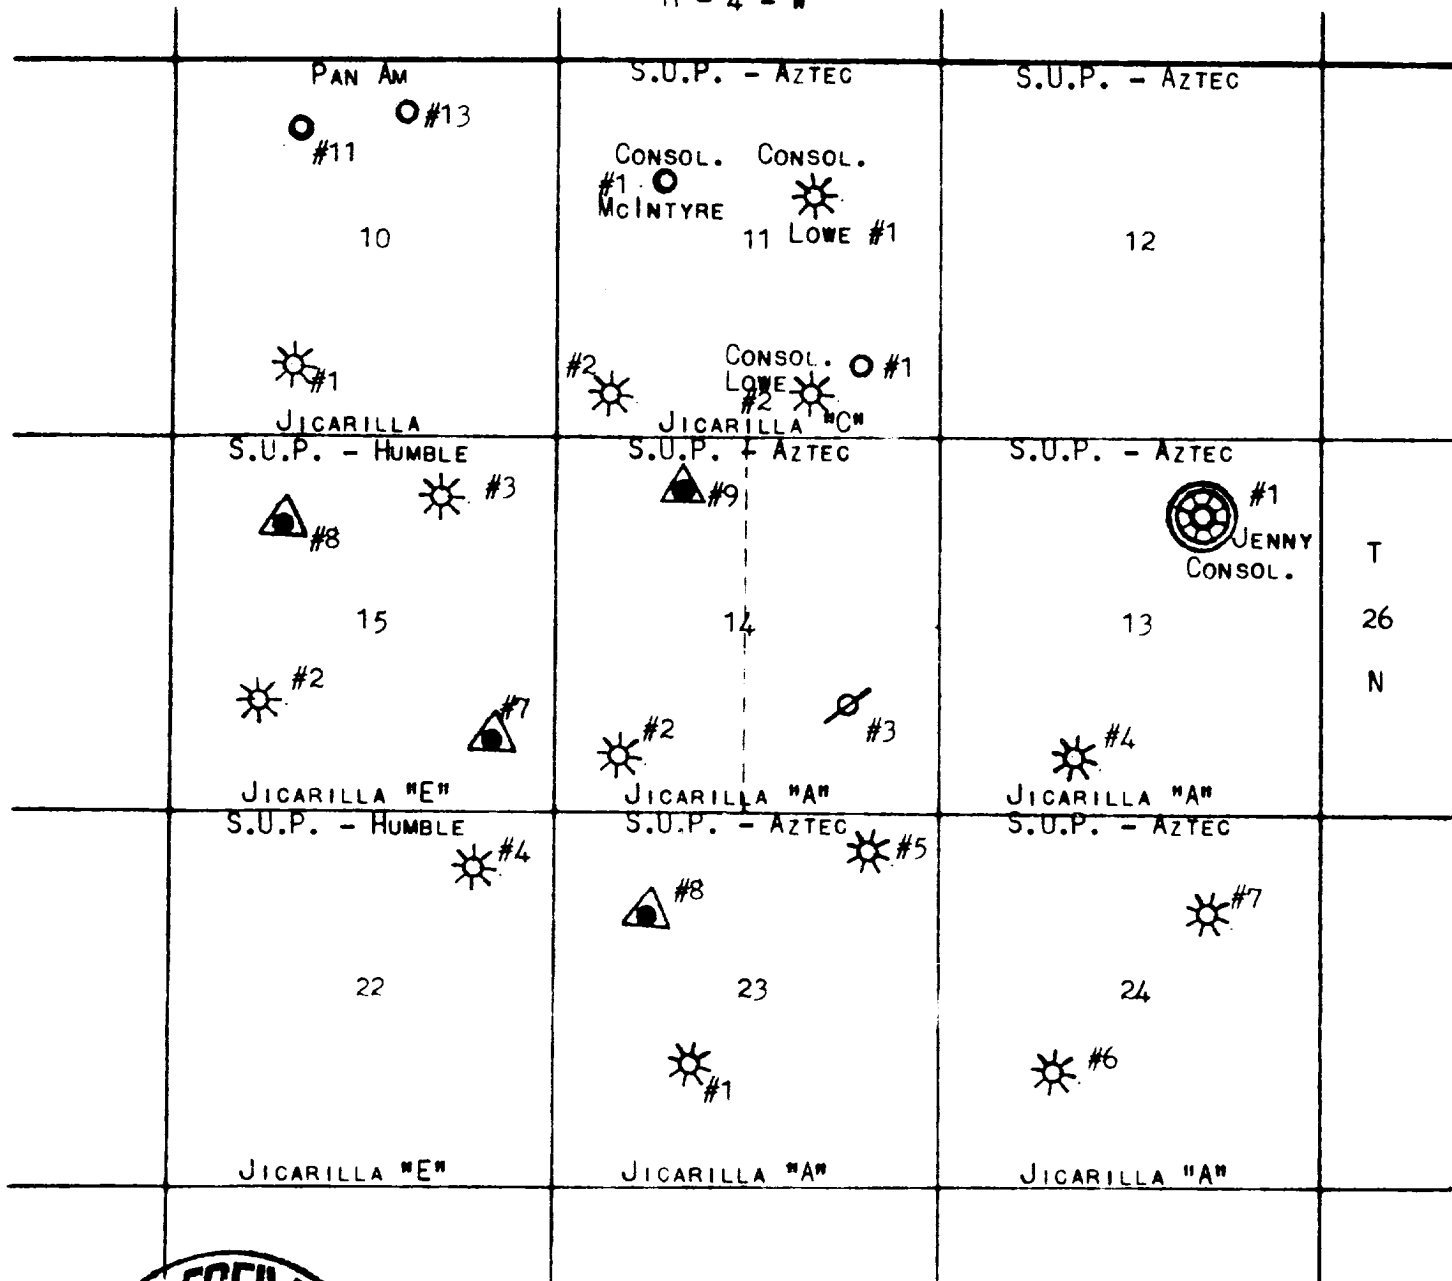 R - 4 - W
PAN AM
#11
#13
10
#1
JICARILLA
S.U.P. - AZTEC
CONSOL.
#1
McINTYRE
CONSOL.
LOWE #1
11
#2
CONSOL.
LOWE
#2
#1
JICARILLA "C"
S.U.P. - AZTEC
12
S.U.P. - HUMBLE
#3
#8
15
#2
#7
JICARILLA "E"
S.U.P. - AZTEC
#9
14
#2
#3
JICARILLA "A"
S.U.P. - AZTEC
#1
JENNY
CONSOL.
13
#4
JICARILLA "A"
T
26
N
S.U.P. - HUMBLE
#4
22
JICARILLA "E"
S.U.P. - AZTEC
#5
#8
23
#1
JICARILLA "A"
S.U.P. - AZTEC
#7
24
#6
JICARILLA "A"